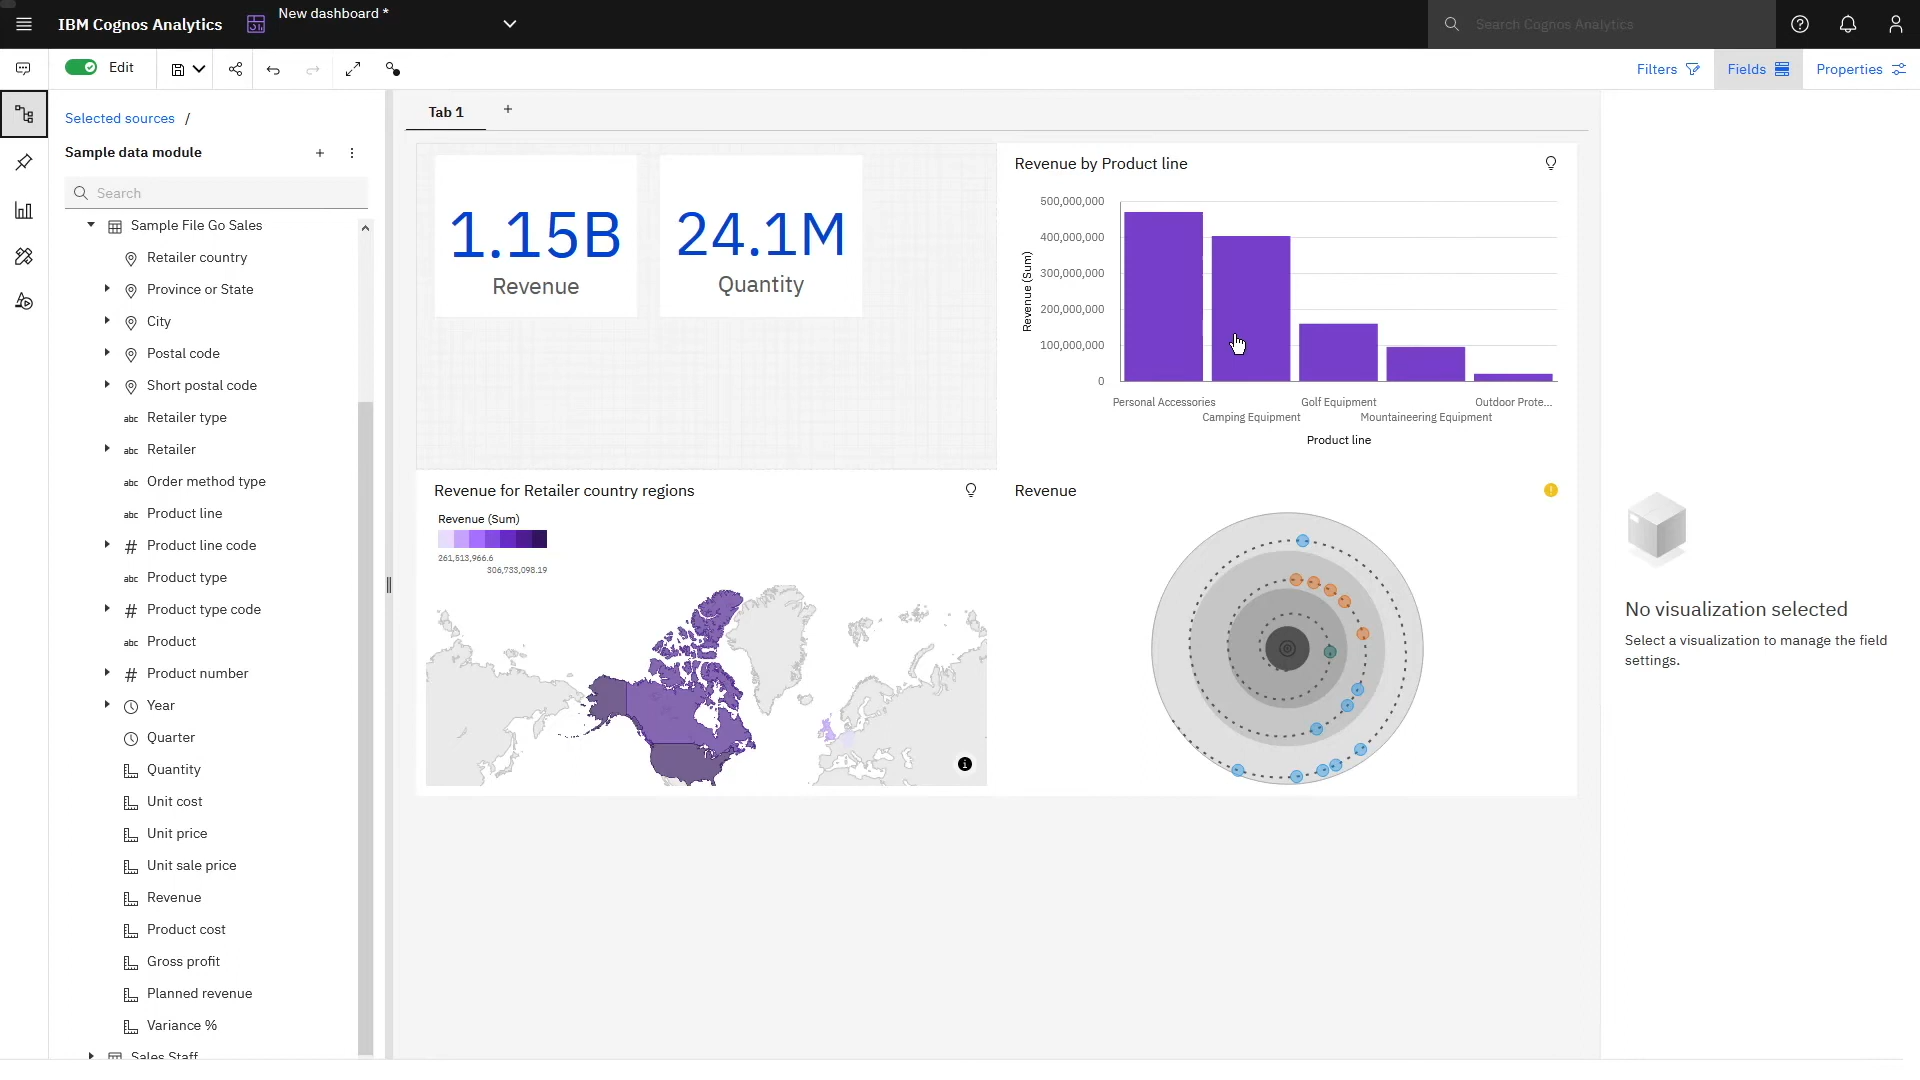 IBM Cognos Analytics
New dashboard *
Search Cognos Analytics
Edit
Filters
Fields
Properties
Selected sources /
Sample data module
Search
Sample File Go Sales
Retailer country
Province or State
City
Postal code
Short postal code
abc Retailer type
abc Retailer
abc Order method type
abc Product line
# Product line code
abc Product type
# Product type code
abc Product
# Product number
Year
Quarter
Quantity
Unit cost
Unit price
Unit sale price
Revenue
Product cost
Gross profit
Planned revenue
Variance %
Sales Staff
Tab 1
1.15B
Revenue
24.1M
Quantity
Revenue by Product line
500,000,000
400,000,000
300,000,000
200,000,000
100,000,000
0
Revenue (Sum)
Personal Accessories
Camping Equipment
Golf Equipment
Mountaineering Equipment
Outdoor Prote...
Product line
Revenue for Retailer country regions
Revenue (Sum)
261,513,966.6
306,733,098.19
Revenue
No visualization selected
Select a visualization to manage the field
settings.